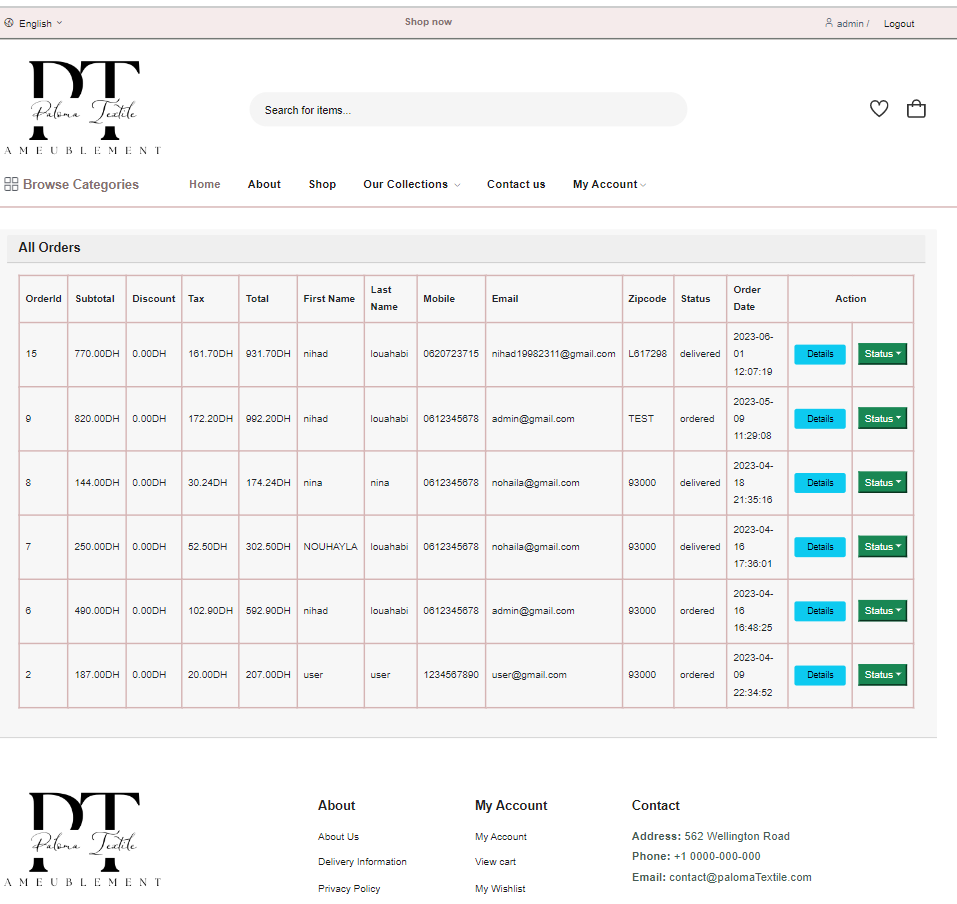 English
Shop now
admin /
Logout
PT
Paloma Textile
AMEUBLEMENT
Search for items...
Browse Categories
Home
About
Shop
Our Collections
Contact us
My Account
All Orders
OrderId Subtotal Discount Tax Total First Name Last Name Mobile Email Zipcode Status Order Date Action
15 770.00DH 0.00DH 161.70DH 931.70DH nihad louahabi 0620723715 nihad19982311@gmail.com L617298 delivered 2023-06-01 12:07:19 Details Status
9 820.00DH 0.00DH 172.20DH 992.20DH nihad louahabi 0612345678 admin@gmail.com TEST ordered 2023-05-09 11:29:08 Details Status
8 144.00DH 0.00DH 30.24DH 174.24DH nina nina 0612345678 nohaila@gmail.com 93000 delivered 2023-04-18 21:35:16 Details Status
7 250.00DH 0.00DH 52.50DH 302.50DH NOUHAYLA louahabi 0612345678 nohaila@gmail.com 93000 delivered 2023-04-16 17:36:01 Details Status
6 490.00DH 0.00DH 102.90DH 592.90DH nihad louahabi 0612345678 admin@gmail.com 93000 ordered 2023-04-16 16:48:25 Details Status
2 187.00DH 0.00DH 20.00DH 207.00DH user user 1234567890 user@gmail.com 93000 ordered 2023-04-09 22:34:52 Details Status
PT
Paloma Textile
AMEUBLEMENT
About
About Us
Delivery Information
Privacy Policy
My Account
My Account
View cart
My Wishlist
Contact
Address: 562 Wellington Road
Phone: +1 0000-000-000
Email: contact@palomaTextile.com